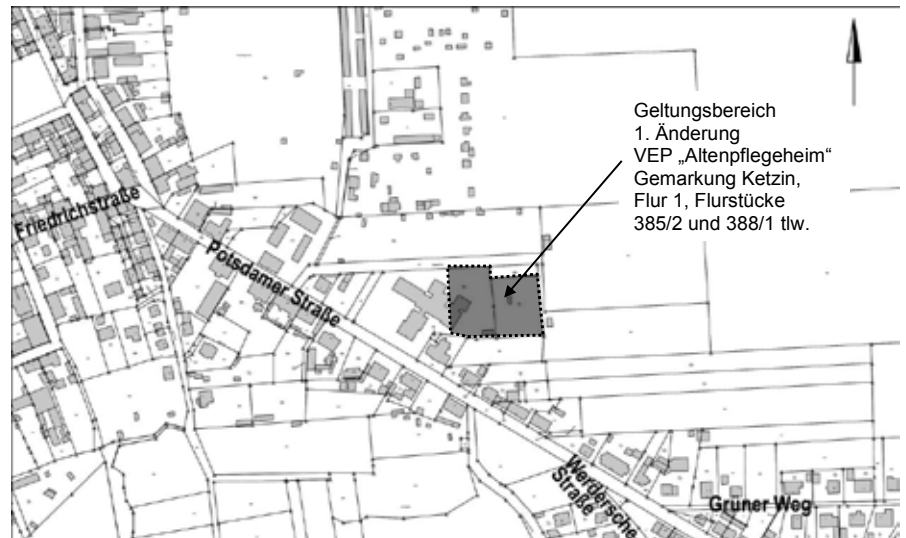 Geltungsbereich
1. Änderung
VEP „Altenpflegeheim“
Gemarkung Ketzin,
Flur 1, Flurstücke
385/2 und 388/1 tlw.
Friedrichstraße
Potsdamer Straße
Werdersche
Straße
Gruner Weg